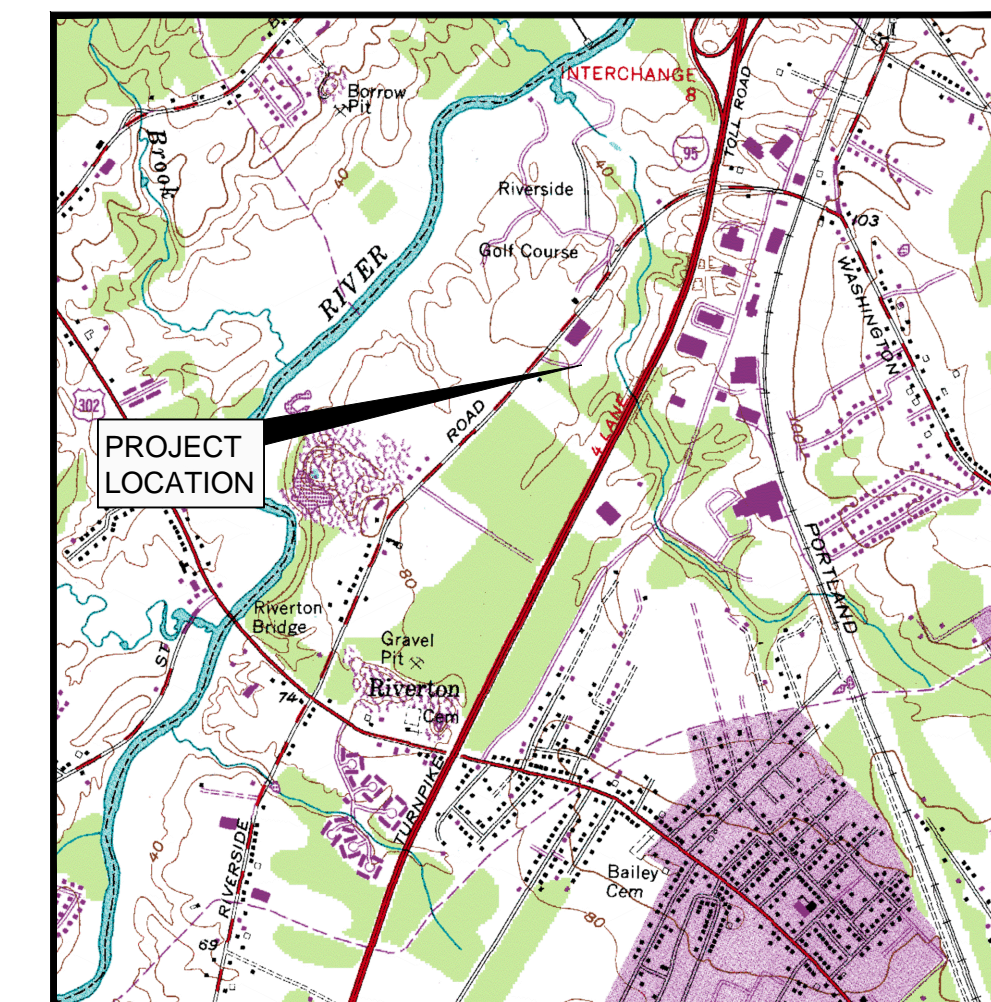 INTERCHANGE
8
TOLL ROAD
Borrow
Pit
95
Brook
40
40
Riverside
103
Golf Course
RIVER
WASHINGTON
302
ROAD
4 LANE
PROJECT
LOCATION
100
PORTLAND
80
Riverton
Bridge
Gravel
Pit
ST
Riverton
74
Cem
TURNPIKE
RIVERSIDE
40
Bailey
Cem
80
69